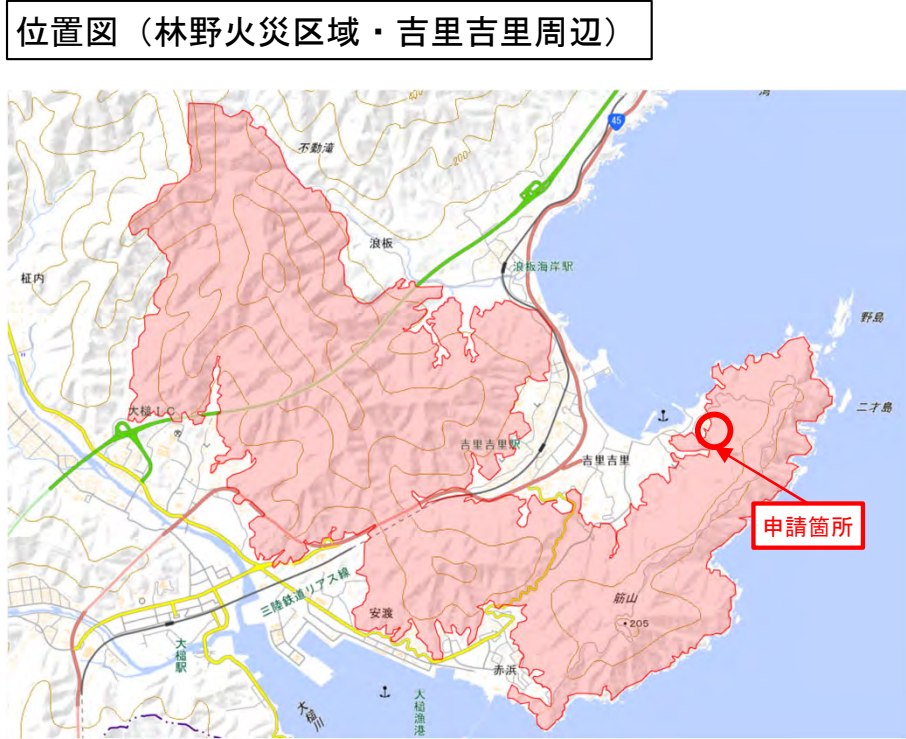 位置図（林野火災区域・吉里吉里周辺）
湾
400
不動滝
200
45
浪板
浪板海岸駅
柾内
野島
二才島
大槌IC
吉里吉里駅
吉里吉里
申請箇所
筋山
・205
三陸鉄道リアス線
安渡
赤浜
大槌駅
大槌川
大槌漁港